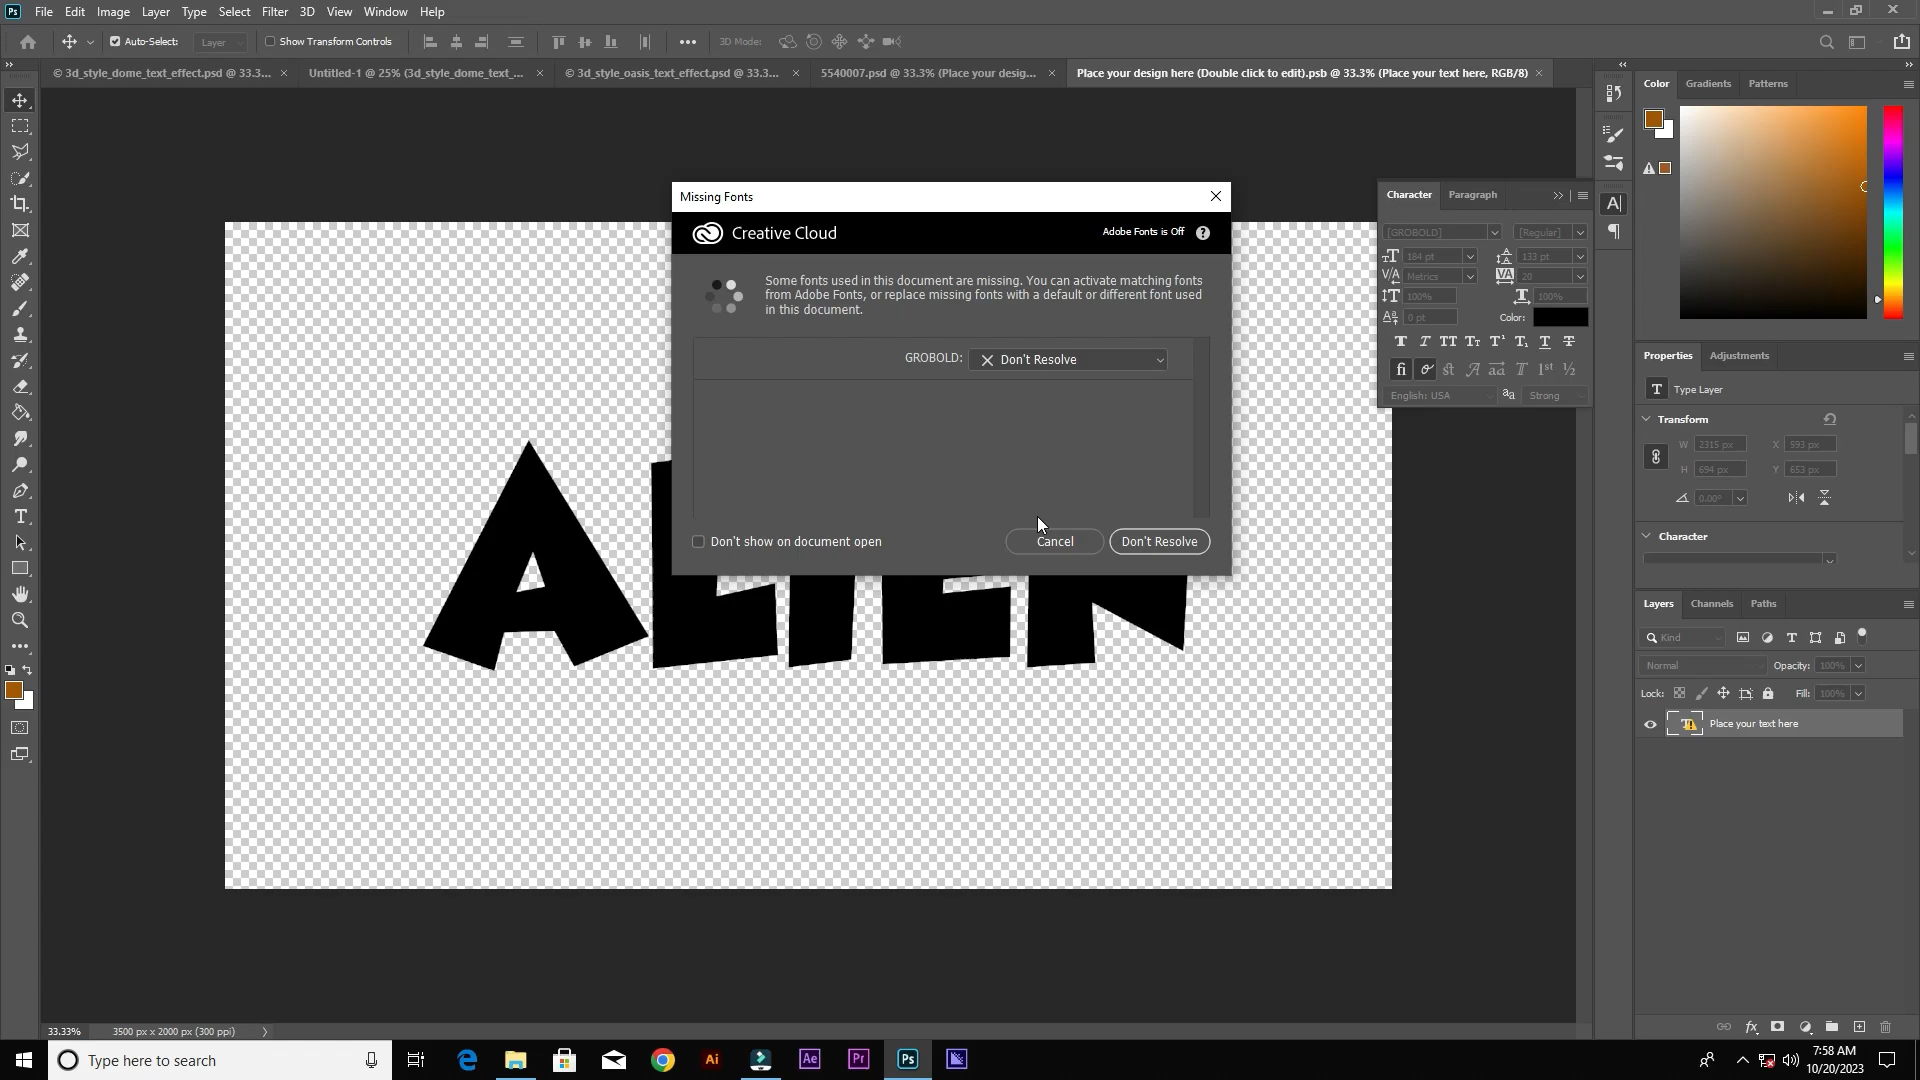 Ps File Edit Image Layer Type Select Filter 3D View Window Help
Auto-Select: Layer Show Transform Controls 3D Mode:
© 3d_style_dome_text_effect.psd @ 33.3... × Untitled-1 @ 25% (3d_style_dome_text_... × © 3d_style_oasis_text_effect.psd @ 33.3... × 5540007.psd @ 33.3% (Place your desig... × Place your design here (Double click to edit).psb @ 33.3% (Place your text here, RGB/8) ×
Color Gradients Patterns
Missing Fonts
Creative Cloud
Adobe Fonts is Off
Some fonts used in this document are missing. You can activate matching fonts
from Adobe Fonts, or replace missing fonts with a default or different font used
in this document.
GROBOLD: Don't Resolve
Don't show on document open
Cancel
Don't Resolve
ALIEN
Character Paragraph
[GROBOLD] [Regular]
184 pt 133 pt
Metrics 20
100% 100%
0 pt Color:
English: USA Strong
Properties Adjustments
Type Layer
Transform
W 2315 px X 593 px
H 694 px Y 653 px
0.00°
Character
Layers Channels Paths
Kind
Normal Opacity: 100%
Lock: Fill: 100%
Place your text here
33.33% 3500 px x 2000 px (300 ppi)
Type here to search
Ai Ae Pr Ps
7:58 AM
10/20/2023